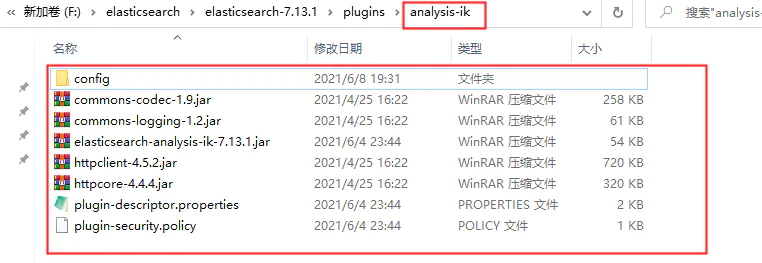 « 新加卷 (F:) › elasticsearch › elasticsearch-7.13.1 › plugins › analysis-ik 搜索"analysis-
名称 修改日期 类型 大小
config 2021/6/8 19:31 文件夹
commons-codec-1.9.jar 2021/4/25 16:22 WinRAR 压缩文件 258 KB
commons-logging-1.2.jar 2021/4/25 16:22 WinRAR 压缩文件 61 KB
elasticsearch-analysis-ik-7.13.1.jar 2021/6/4 23:44 WinRAR 压缩文件 54 KB
httpclient-4.5.2.jar 2021/4/25 16:22 WinRAR 压缩文件 720 KB
httpcore-4.4.4.jar 2021/4/25 16:22 WinRAR 压缩文件 320 KB
plugin-descriptor.properties 2021/6/4 23:44 PROPERTIES 文件 2 KB
plugin-security.policy 2021/6/4 23:44 POLICY 文件 1 KB